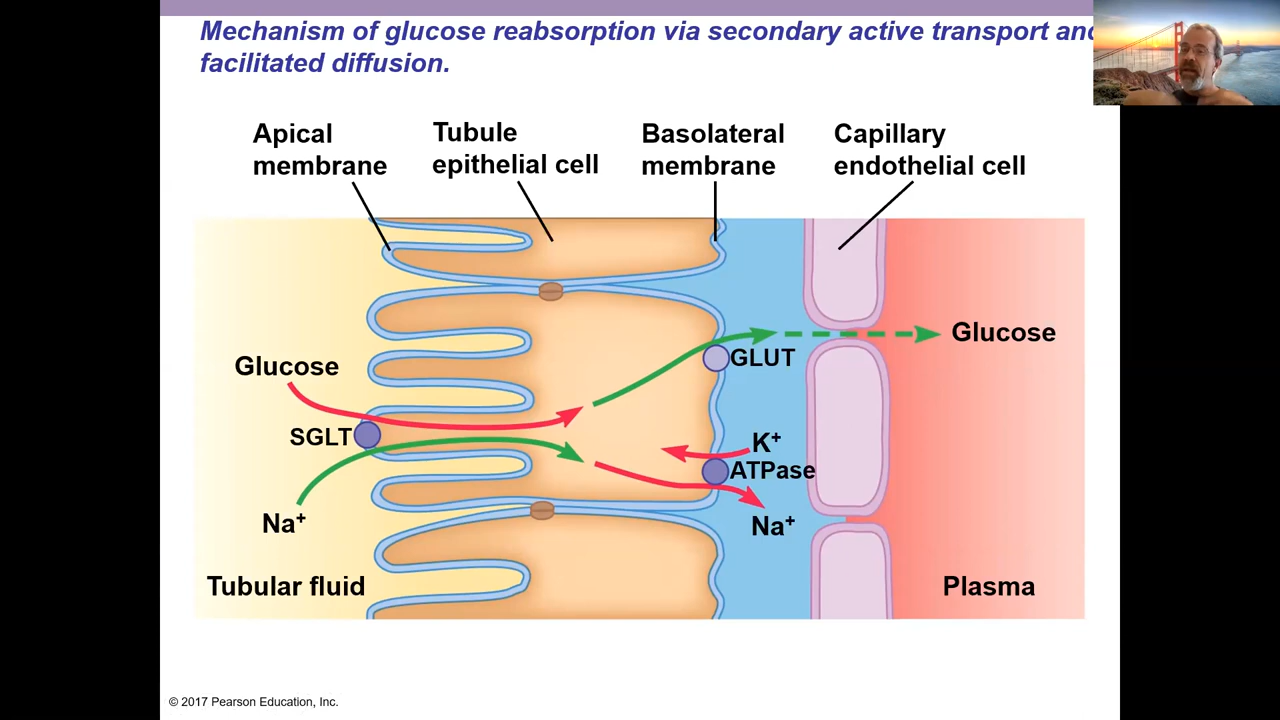 Mechanism of glucose reabsorption via secondary active transport and
facilitated diffusion.
Apical
membrane
Tubule
epithelial cell
Basolateral
membrane
Capillary
endothelial cell
Glucose
GLUT
Glucose
SGLT
K+
ATPase
Na+
Na+
Tubular fluid
Plasma
© 2017 Pearson Education, Inc.